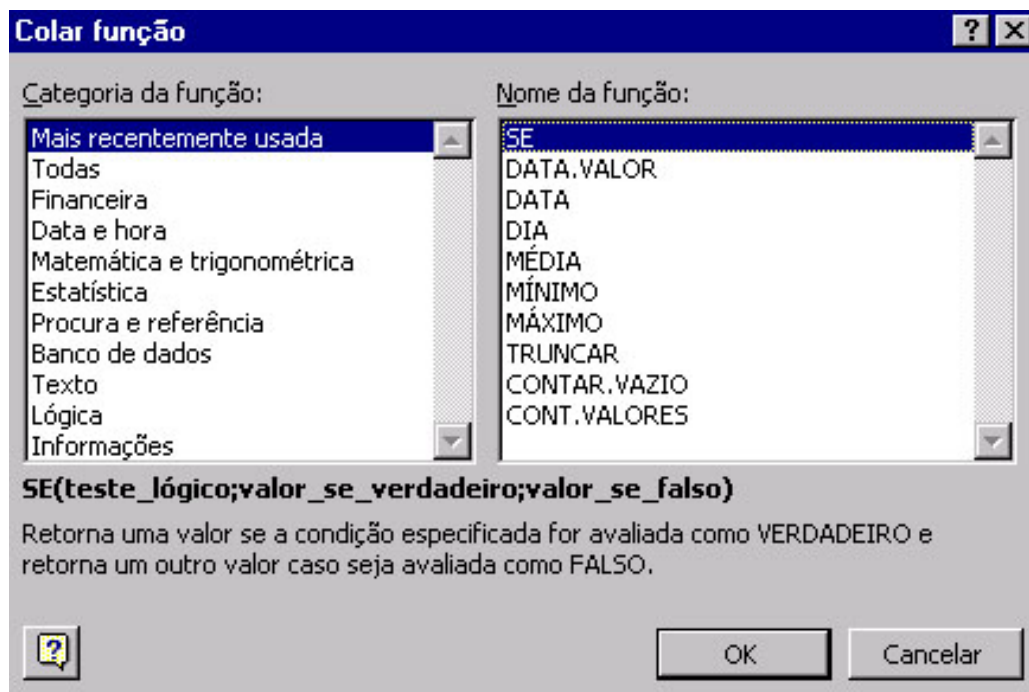 Colar função
Categoria da função:
Mais recentemente usada
Todas
Financeira
Data e hora
Matemática e trigonométrica
Estatística
Procura e referência
Banco de dados
Texto
Lógica
Informações
Nome da função:
SE
DATA.VALOR
DATA
DIA
MÉDIA
MÍNIMO
MÁXIMO
TRUNCAR
CONTAR.VAZIO
CONT.VALORES
SE(teste_lógico;valor_se_verdadeiro;valor_se_falso)
Retorna uma valor se a condição especificada for avaliada como VERDADEIRO e
retorna um outro valor caso seja avaliada como FALSO.
OK
Cancelar